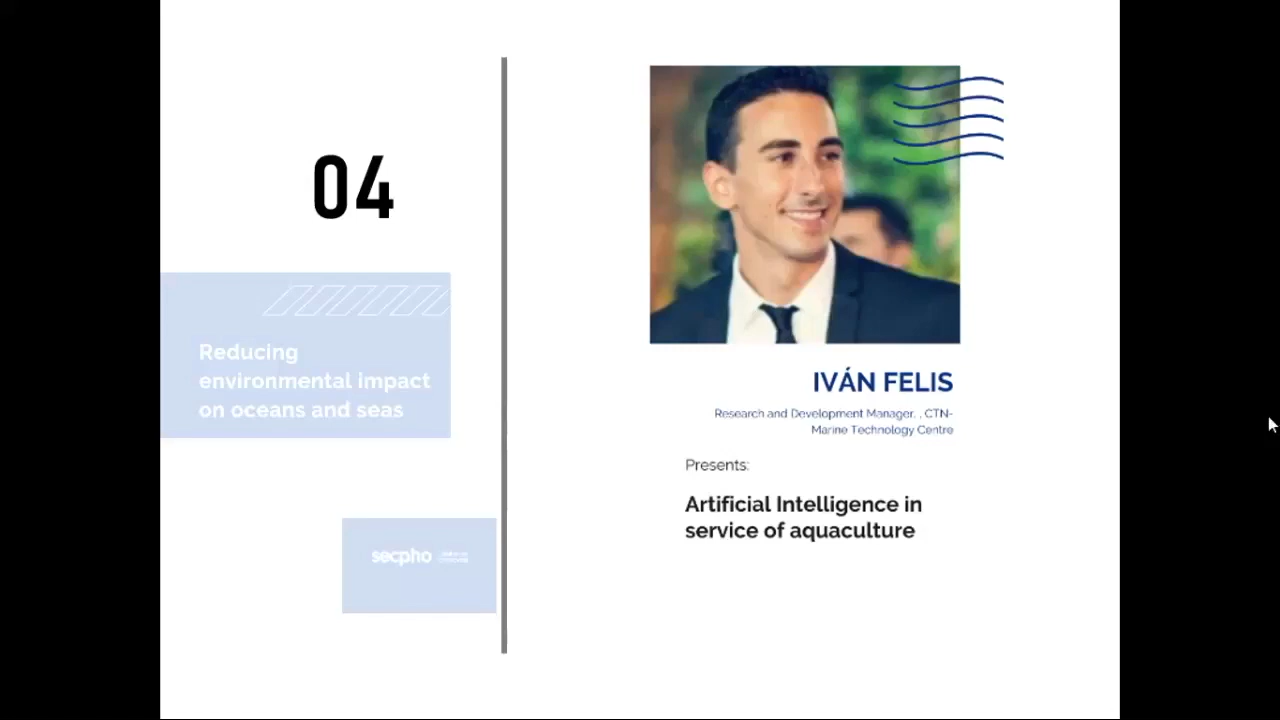 04
Reducing
environmental impact
on oceans and seas
secpho
IVÁN FELIS
Research and Development Manager. , CTN-
Marine Technology Centre
Presents:
Artificial Intelligence in
service of aquaculture